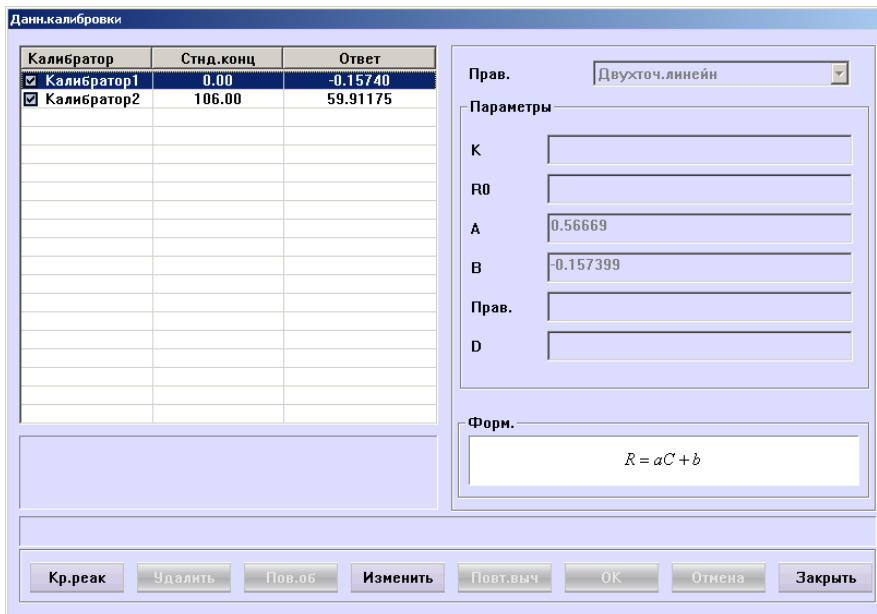 Данн.калибровки
Калибратор Стнд.конц Ответ
Калибратор1 0.00 -0.15740
Калибратор2 106.00 59.91175
Прав. Двухточ.линейн
Параметры
K
R0
A 0.56669
B -0.157399
Прав.
D
Форм.
R = aC + b
Кр.реак Удалить Пов.об Изменить Повт.выч OK Отмена Закрыть